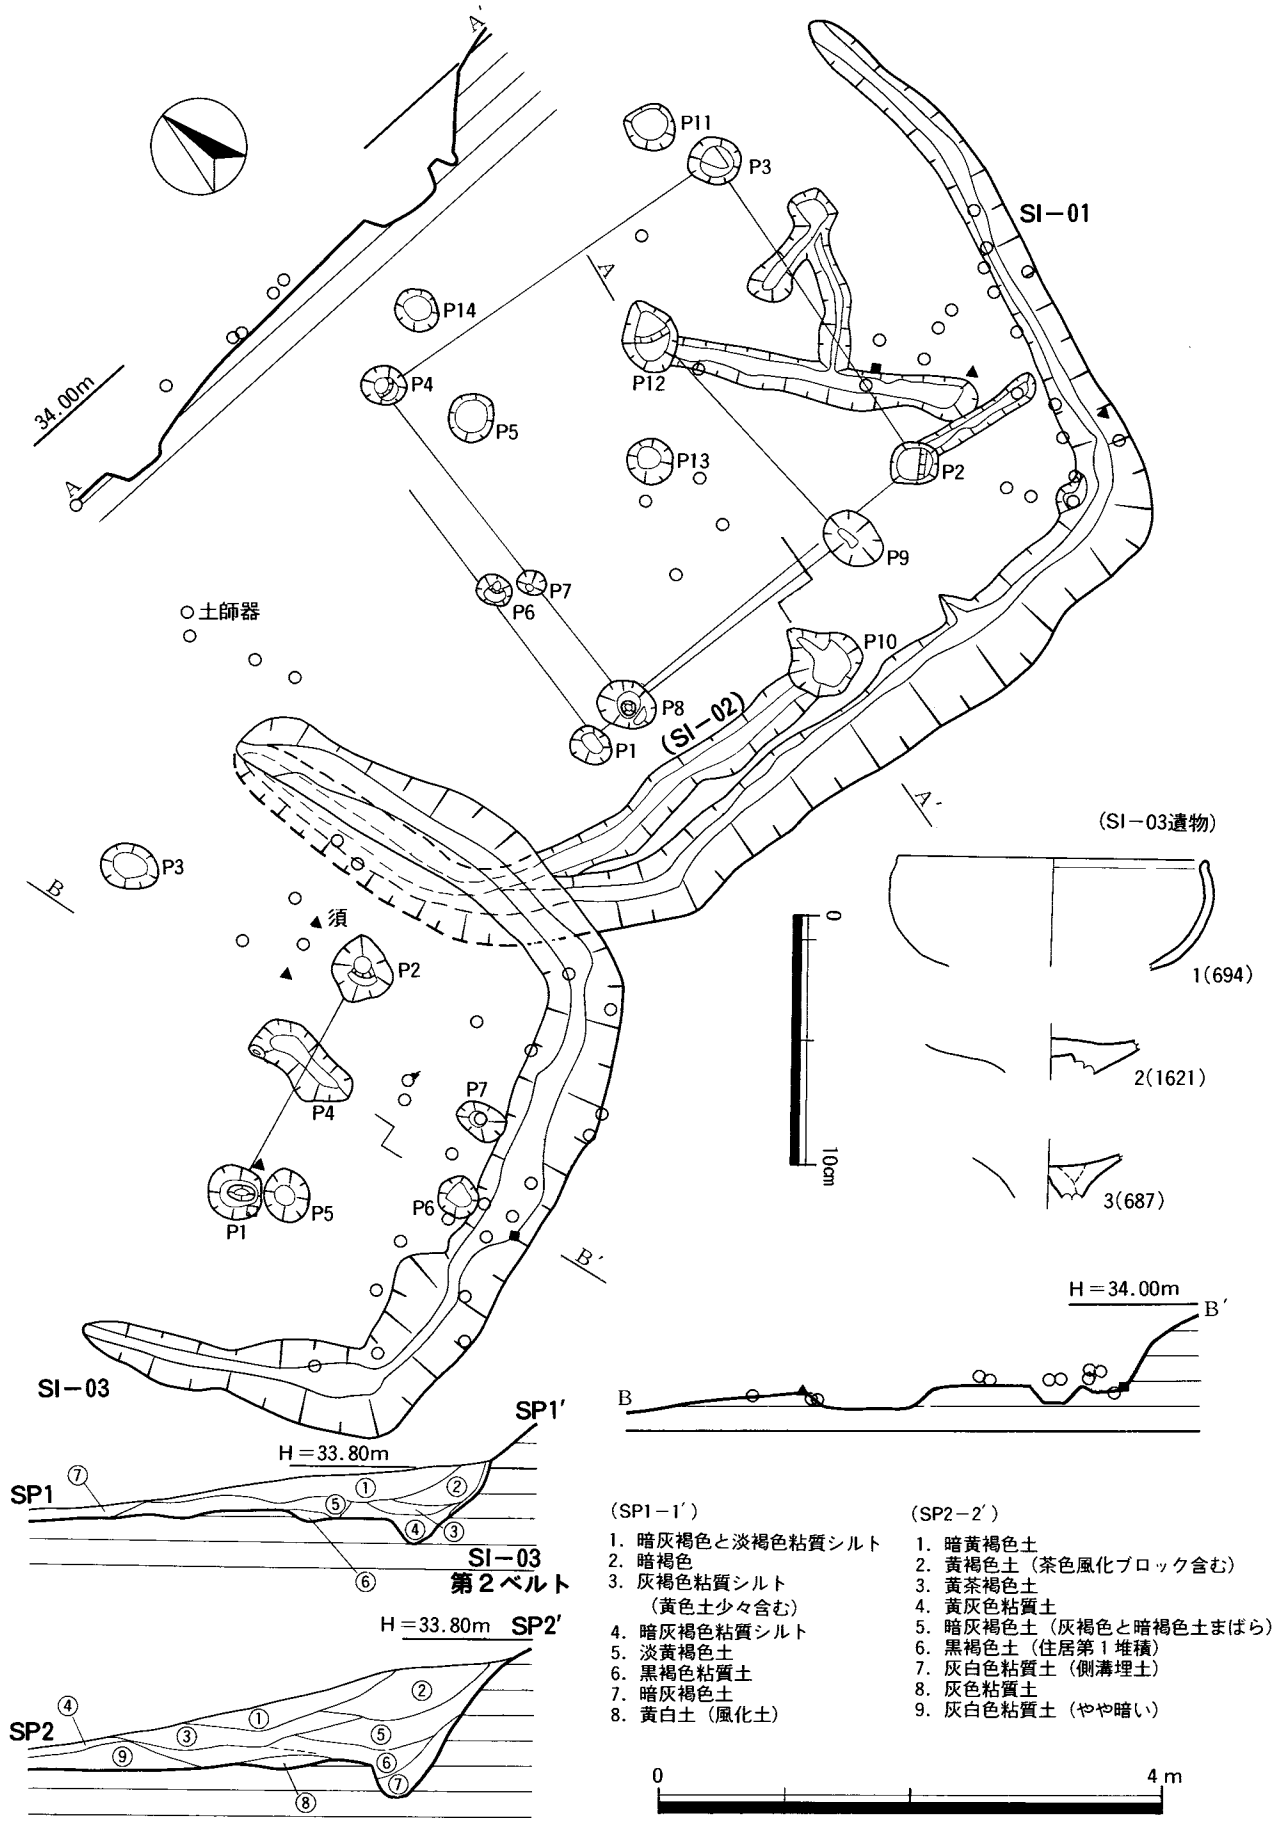 A'
P11
P3
SI-01
A
P14
P12
P4
P5
34.00m
P13
P2
A
P9
P7
P6
○土師器
P10
P8
(SI-02)
P1
A'
(SI-03遺物)
P3
B
須
0
P2
1(694)
P4
P7
2(1621)
10cm
P1
P5
P6
3(687)
B'
H=34.00m
B'
SI-03
B
SP1'
H=33.80m
⑦
①
②
SP1
⑤
④
③
SI-03
⑥
第2ベルト
H=33.80m
SP2'
④
②
SP2
③
①
⑤
⑨
⑥
⑦
⑧
(SP1-1')
1. 暗灰褐色と淡褐色粘質シルト
2. 暗褐色
3. 灰褐色粘質シルト
(黄色土少々含む)
4. 暗灰褐色粘質シルト
5. 淡黄褐色土
6. 黒褐色粘質土
7. 暗灰褐色土
8. 黄白土(風化土)
(SP2-2')
1. 暗黄褐色土
2. 黄褐色土(茶色風化ブロック含む)
3. 黄茶褐色土
4. 黄灰色粘質土
5. 暗灰褐色土(灰褐色と暗褐色土まばら)
6. 黒褐色土(住居第1堆積)
7. 灰白色粘質土(側溝埋土)
8. 灰色粘質土
9. 灰白色粘質土(やや暗い)
0
4m